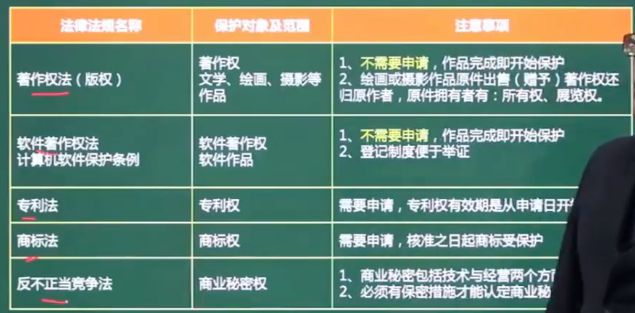 法律法规名称 保护对象及范围 注意事项
著作权法（版权）
著作权
文学、绘画、摄影等
作品
1、不需要申请，作品完成即开始保护
2、绘画或摄影作品原件出售（赠予）著作权还
归原作者，原件拥有者有：所有权、展览权。
软件著作权法
计算机软件保护条例
软件著作权
软件作品
1、不需要申请，作品完成即开始保护
2、登记制度便于举证
专利法 专利权 需要申请，专利权有效期是从申请日开
商标法 商标权 需要申请，核准之日起商标受保护
反不正当竞争法 商业秘密权
1、商业秘密包括技术与经营两个方
2、必须有保密措施才能认定商业秘